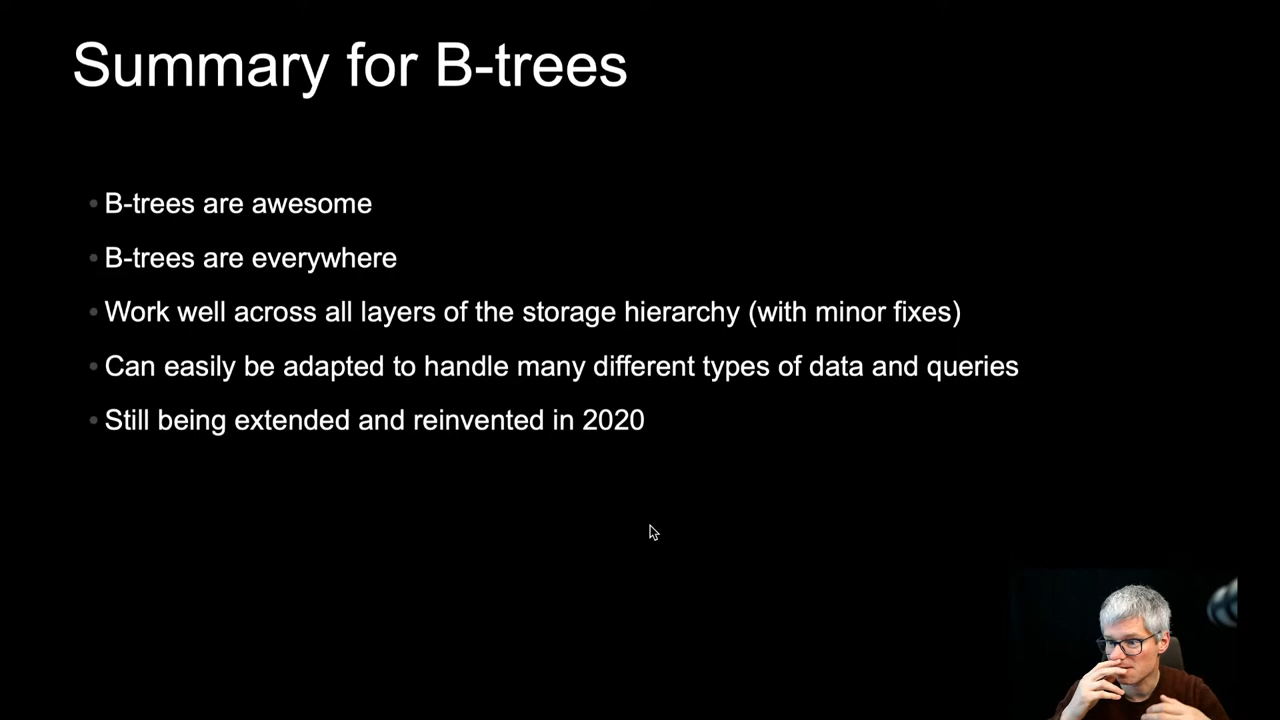 Summary for B-trees
B-trees are awesome
B-trees are everywhere
Work well across all layers of the storage hierarchy (with minor fixes)
Can easily be adapted to handle many different types of data and queries
Still being extended and reinvented in 2020